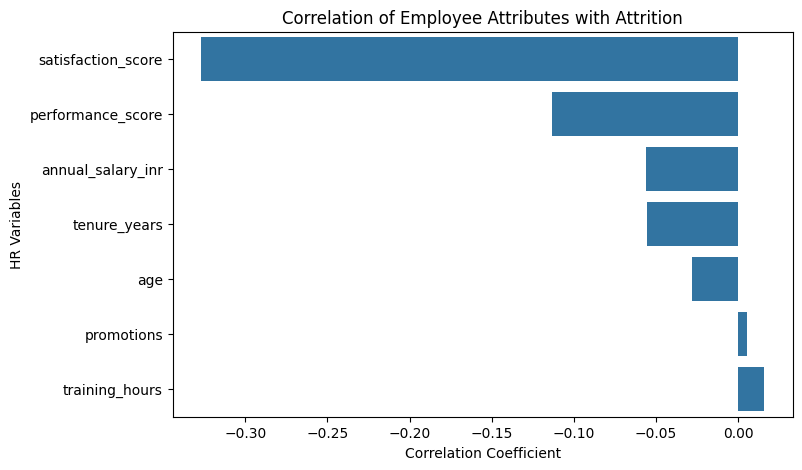 Correlation of Employee Attributes with Attrition
HR Variables
satisfaction_score
performance_score
annual_salary_inr
tenure_years
age
promotions
training_hours
−0.30 −0.25 −0.20 −0.15 −0.10 −0.05 0.00
Correlation Coefficient